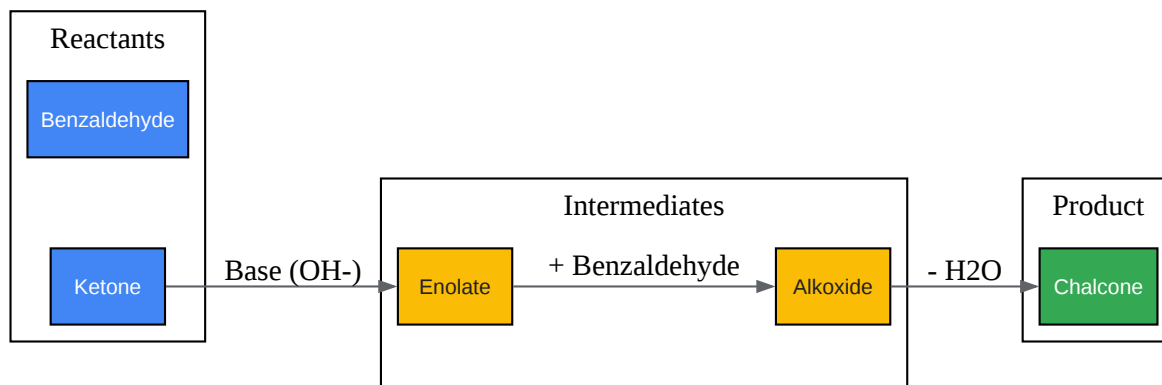 Reactants
Benzaldehyde
Ketone
Base (OH-)
Intermediates
Enolate
+ Benzaldehyde
Alkoxide
- H2O
Product
Chalcone